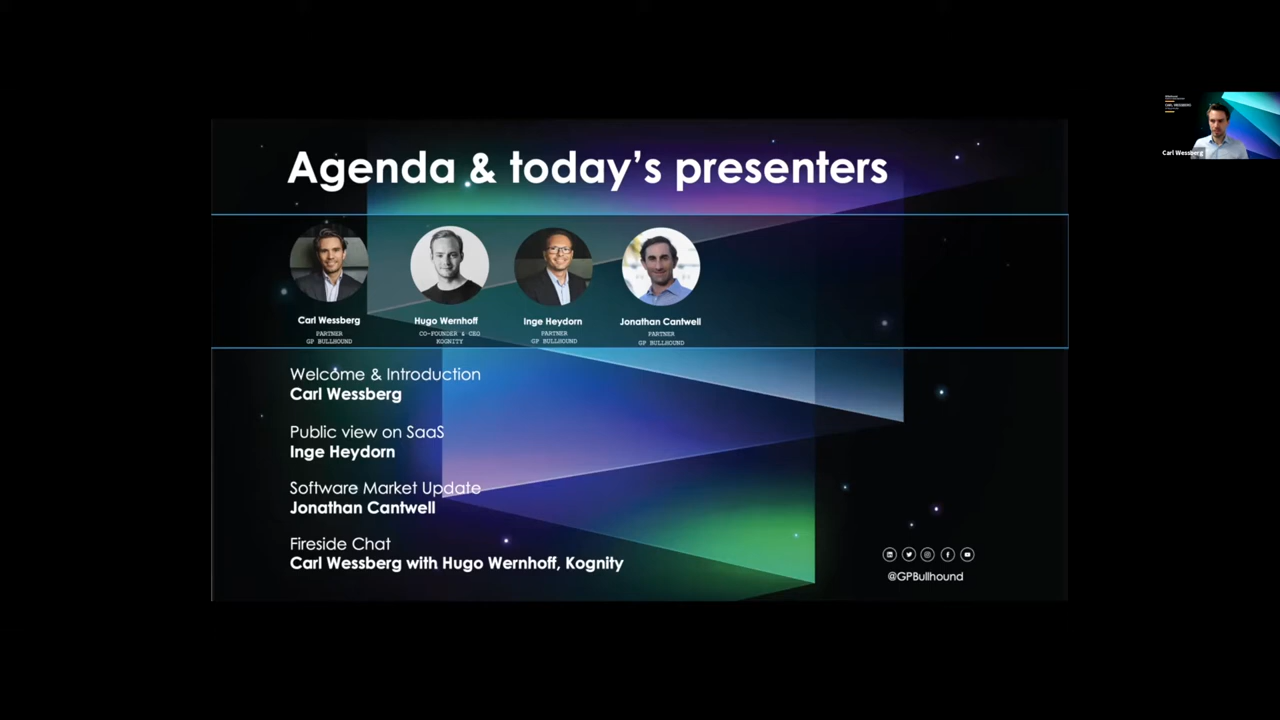 Agenda & today's presenters
Carl Wessberg
PARTNER
GP BULLHOUND
Hugo Wernhoff
CO-FOUNDER & CEO
KOGNITY
Inge Heydorn
PARTNER
GP BULLHOUND
Jonathan Cantwell
PARTNER
GP BULLHOUND
Welcome & Introduction
Carl Wessberg
Public view on SaaS
Inge Heydorn
Software Market Update
Jonathan Cantwell
Fireside Chat
Carl Wessberg with Hugo Wernhoff, Kognity
@GPBullhound
Carl Wessberg